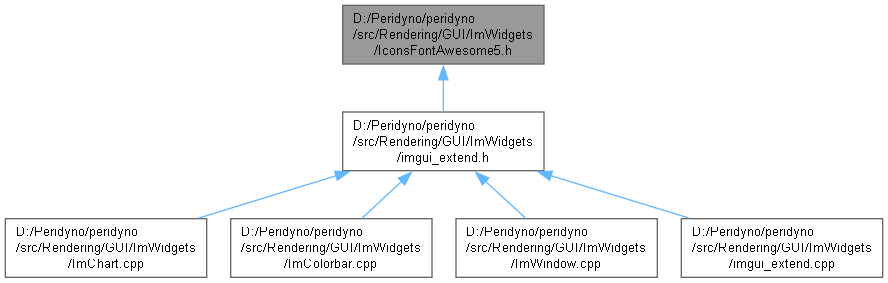 D:/Peridyno/peridyno
/src/Rendering/GUI/ImWidgets
/IconsFontAwesome5.h
D:/Peridyno/peridyno
/src/Rendering/GUI/ImWidgets
/imgui_extend.h
D:/Peridyno/peridyno
/src/Rendering/GUI/ImWidgets
/ImChart.cpp
D:/Peridyno/peridyno
/src/Rendering/GUI/ImWidgets
/ImColorbar.cpp
D:/Peridyno/peridyno
/src/Rendering/GUI/ImWidgets
/ImWindow.cpp
D:/Peridyno/peridyno
/src/Rendering/GUI/ImWidgets
/imgui_extend.cpp